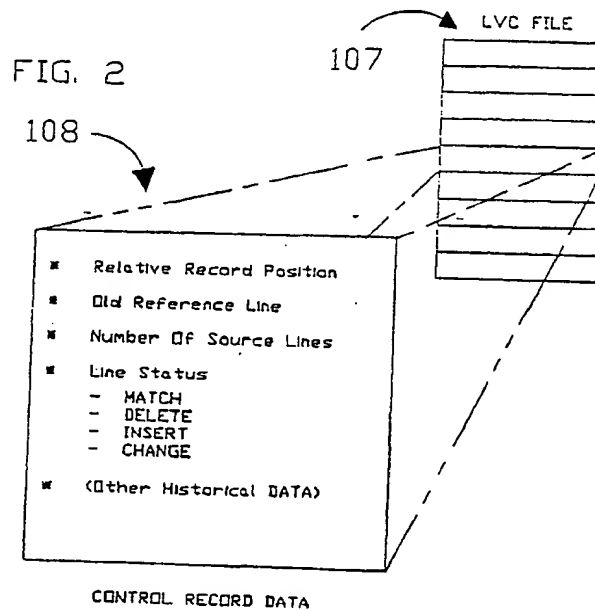 LVC FILE
FIG. 2
107
108
* Relative Record Position
* Old Reference Line
* Number Of Source Lines
* Line Status
- MATCH
- DELETE
- INSERT
- CHANGE
* (Other Historical DATA)
CONTROL RECORD DATA